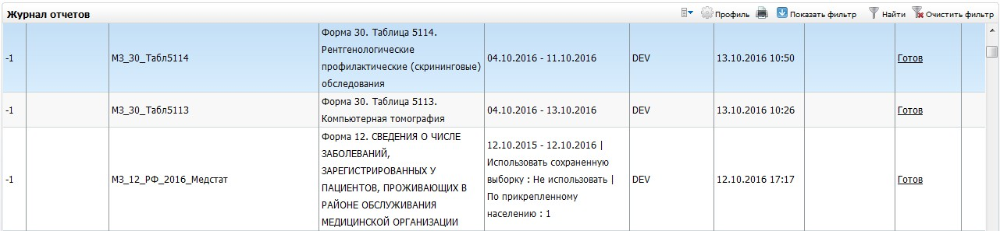 Журнал отчетов
Профиль
Показать фильтр
Найти
Очистить фильтр
-1
МЗ_30_Табл5114
Форма 30. Таблица 5114.
Рентгенологические
профилактические (скрининговые)
обследования
04.10.2016 - 11.10.2016
DEV
13.10.2016 10:50
Готов
-1
МЗ_30_Табл5113
Форма 30. Таблица 5113.
Компьютерная томография
04.10.2016 - 13.10.2016
DEV
13.10.2016 10:26
Готов
-1
МЗ_12_РФ_2016_Медстат
Форма 12. СВЕДЕНИЯ О ЧИСЛЕ
ЗАБОЛЕВАНИЙ,
ЗАРЕГИСТРИРОВАННЫХ У
ПАЦИЕНТОВ, ПРОЖИВАЮЩИХ В
РАЙОНЕ ОБСЛУЖИВАНИЯ
МЕДИЦИНСКОЙ ОРГАНИЗАЦИИ
12.10.2015 - 12.10.2016 |
Использовать сохраненную
выборку : Не использовать |
По прикрепленному
населению : 1
DEV
12.10.2016 17:17
Готов